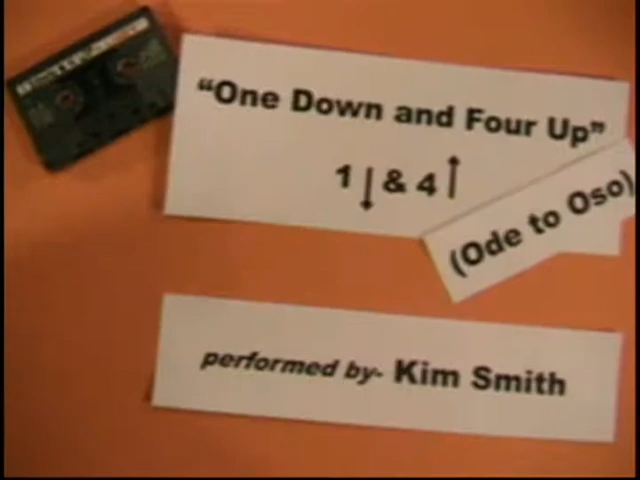 “One Down and Four Up”
1↓ & 4↑
(Ode to Oso)
performed by- Kim Smith